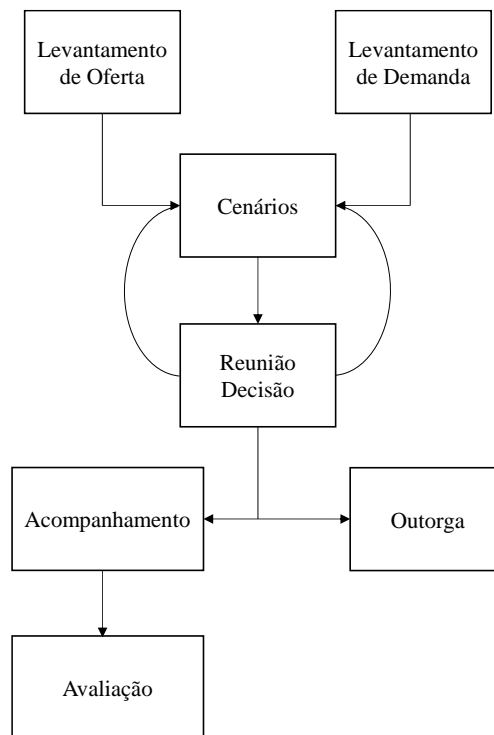 Levantamento
de Oferta
Levantamento
de Demanda
Cenários
Reunião
Decisão
Acompanhamento
Outorga
Avaliação